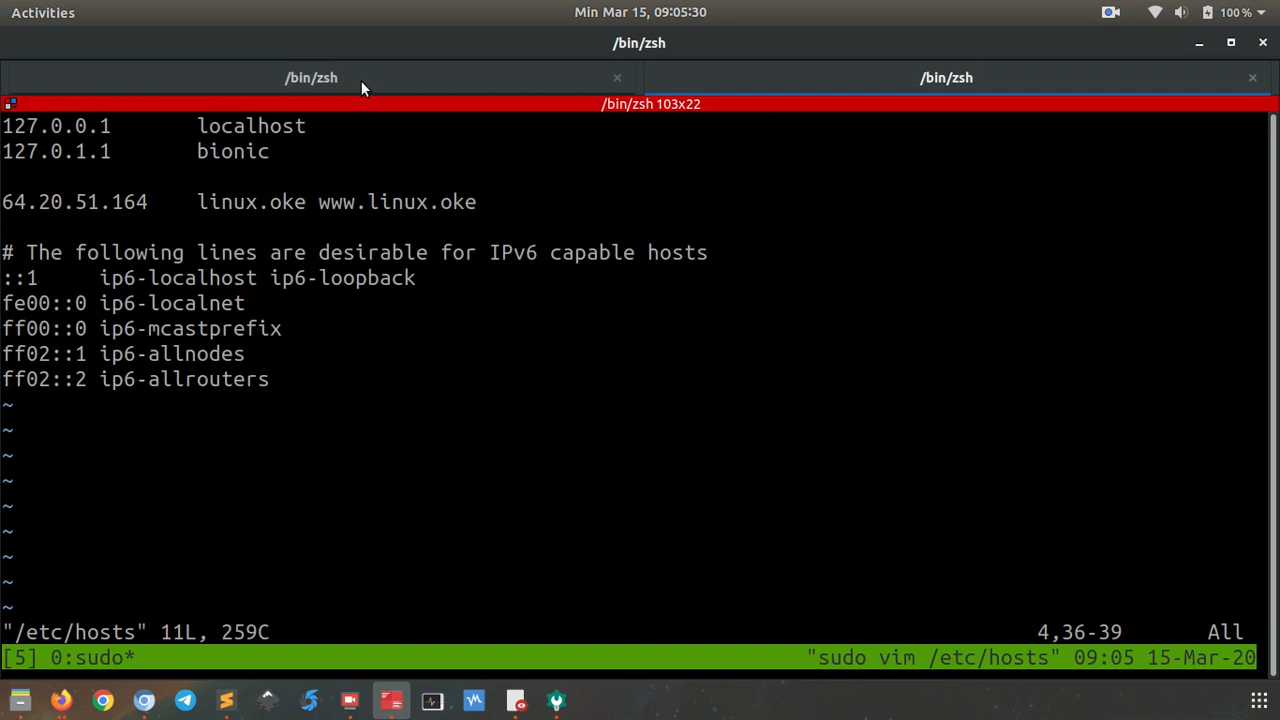 Activities
Min Mar 15, 09:05:30
100 %
/bin/zsh
/bin/zsh
/bin/zsh
/bin/zsh 103x22
127.0.0.1       localhost
127.0.1.1       bionic
64.20.51.164    linux.oke www.linux.oke
# The following lines are desirable for IPv6 capable hosts
::1     ip6-localhost ip6-loopback
fe00::0 ip6-localnet
ff00::0 ip6-mcastprefix
ff02::1 ip6-allnodes
ff02::2 ip6-allrouters
~
~
~
~
~
~
~
~
~
"/etc/hosts" 11L, 259C 4,36-39 All
[5] 0:sudo* "sudo vim /etc/hosts" 09:05 15-Mar-20